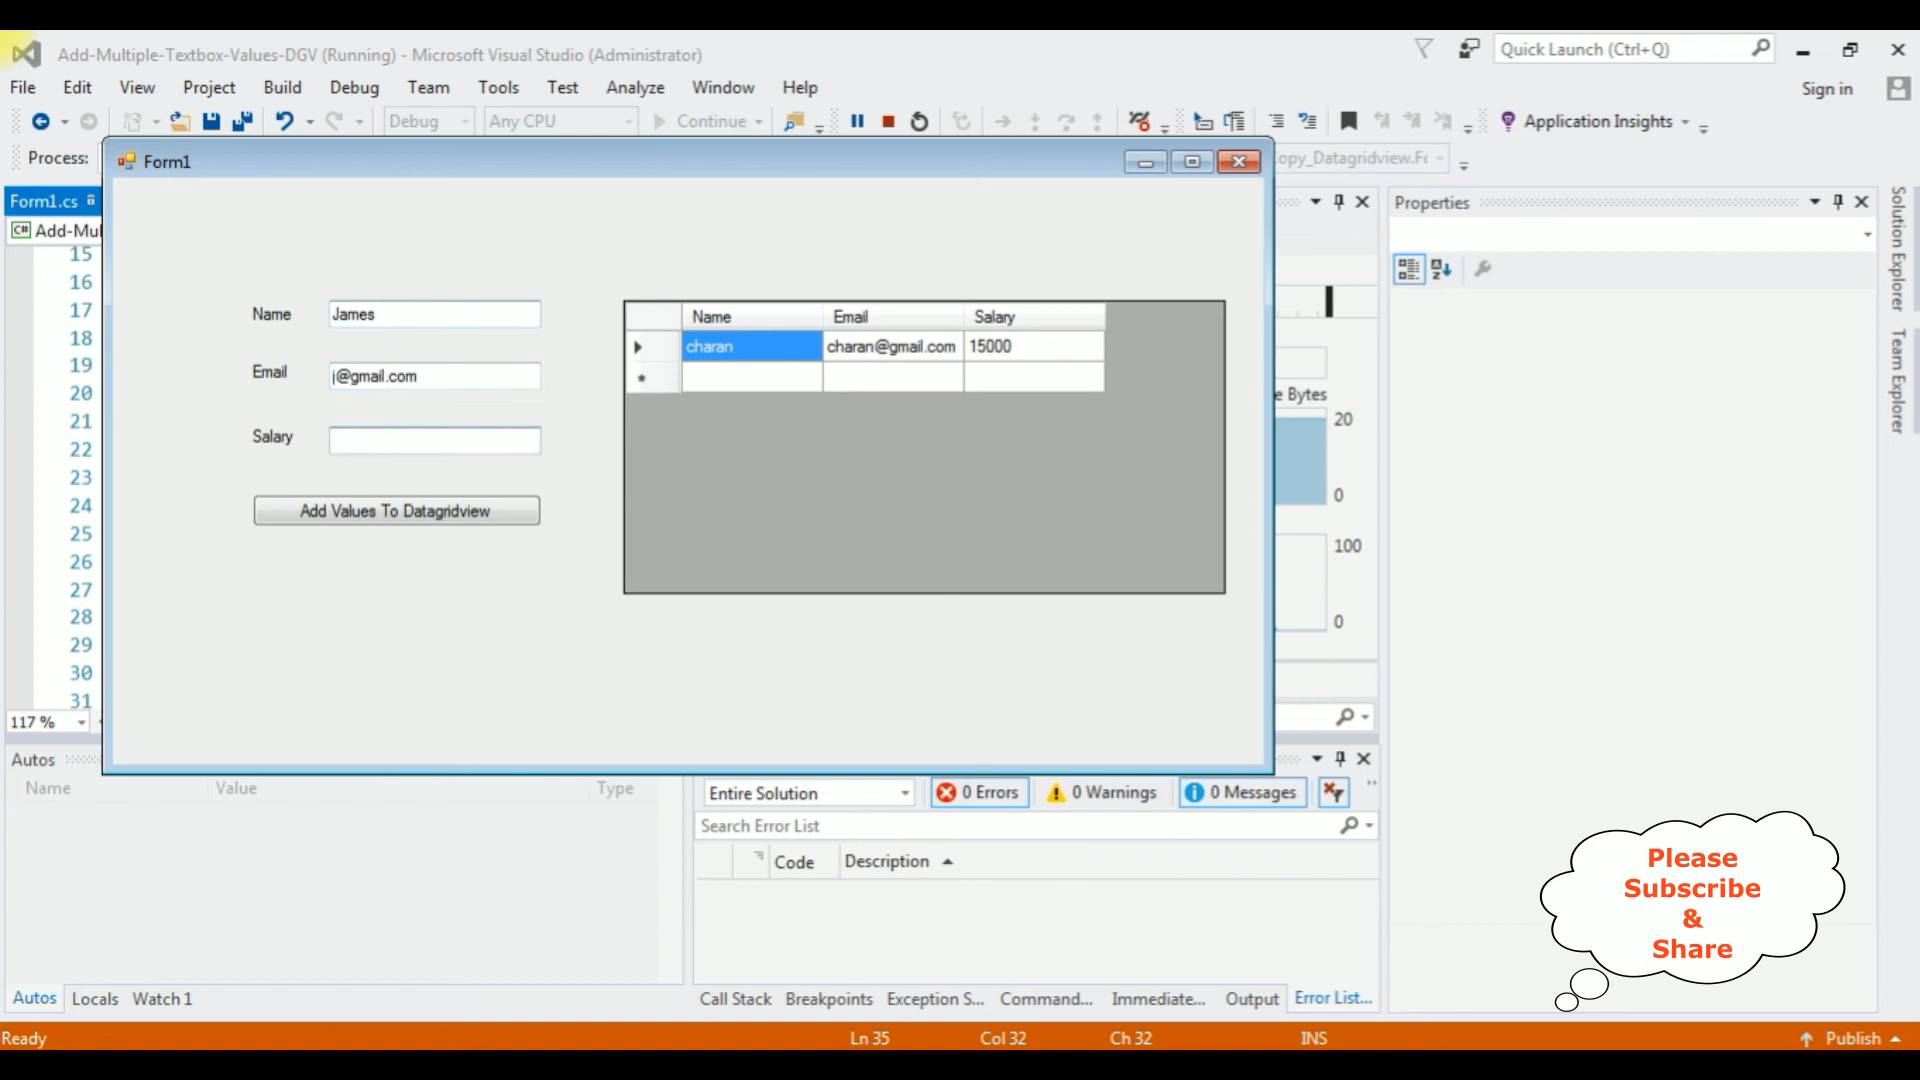 Add-Multiple-Textbox-Values-DGV (Running) - Microsoft Visual Studio (Administrator)
Quick Launch (Ctrl+Q)
File Edit View Project Build Debug Team Tools Test Analyze Window Help
Sign in
Debug Any CPU Continue Application Insights
Process:
Form1
Form1.cs
Properties
Solution Explorer
Team Explorer
Add-Mul
15
16
17
18
19
20
21
22
23
24
25
26
27
28
29
30
31
Name James
Email j@gmail.com
Salary
Add Values To Datagridview
Name Email Salary
charan charan@gmail.com 15000
e Bytes
20
0
100
0
117 %
Autos
Name Value Type
Entire Solution 0 Errors 0 Warnings 0 Messages
Search Error List
Code Description
Please
Subscribe
&
Share
Autos Locals Watch 1
Call Stack Breakpoints Exception S... Command... Immediate... Output Error List...
Ready Ln 35 Col 32 Ch 32 INS Publish